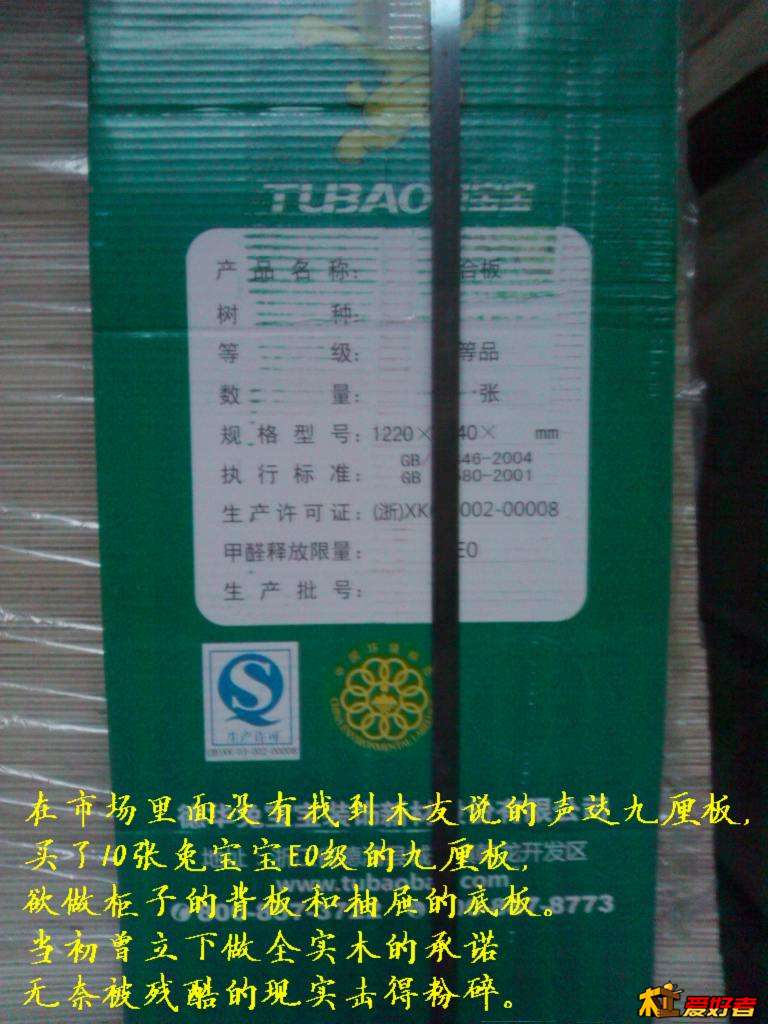 TUBAO 宝宝
产品名称： 合板
树种：
等级： 等品
数量： 张
规格型号：1220× 40× mm
执行标准： GB/ 46-2004
GB 580-2001
生产许可证：(浙)XK 002-00008
甲醛释放限量： E0
生产批号：
生产许可
在市场里面没有找到木友说的声达九厘板，
买了10张兔宝宝E0级的九厘板，
开发区
欲做柜子的背板和抽屉的底板。
www.tubao
7.8773
当初曾立下做全实木的承诺
无奈被残酷的现实击得粉碎。
木工爱好者